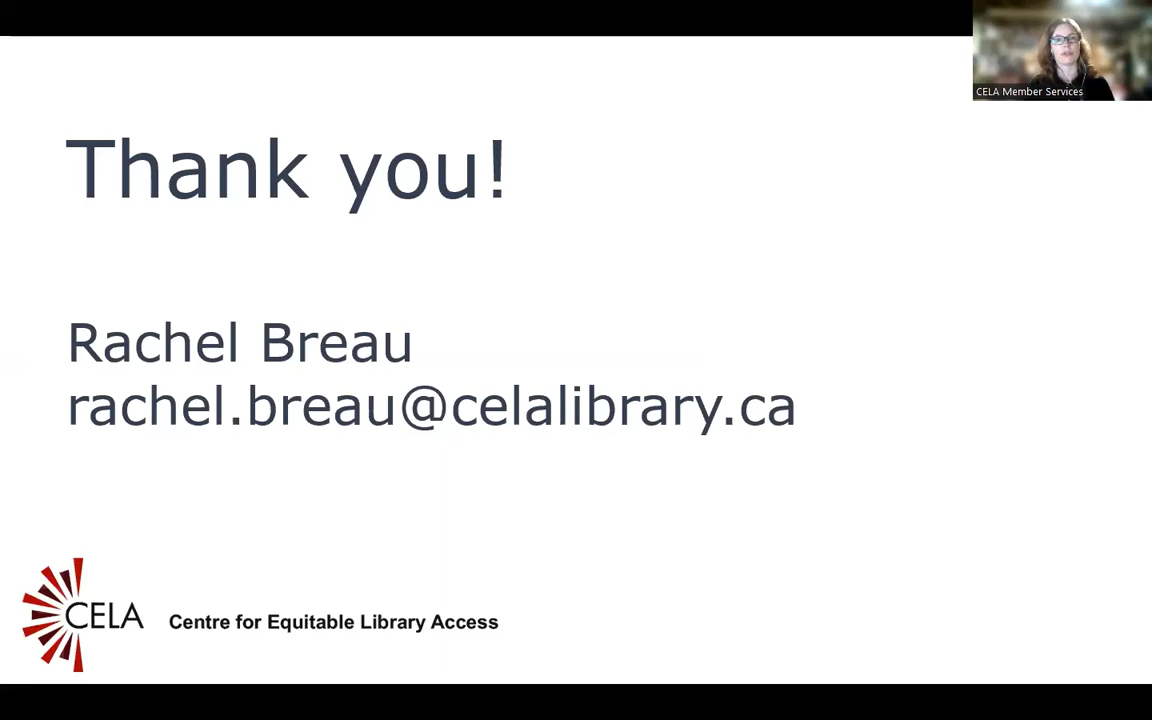 CELA Member Services
Thank you!
Rachel Breau
rachel.breau@celalibrary.ca
CELA
Centre for Equitable Library Access